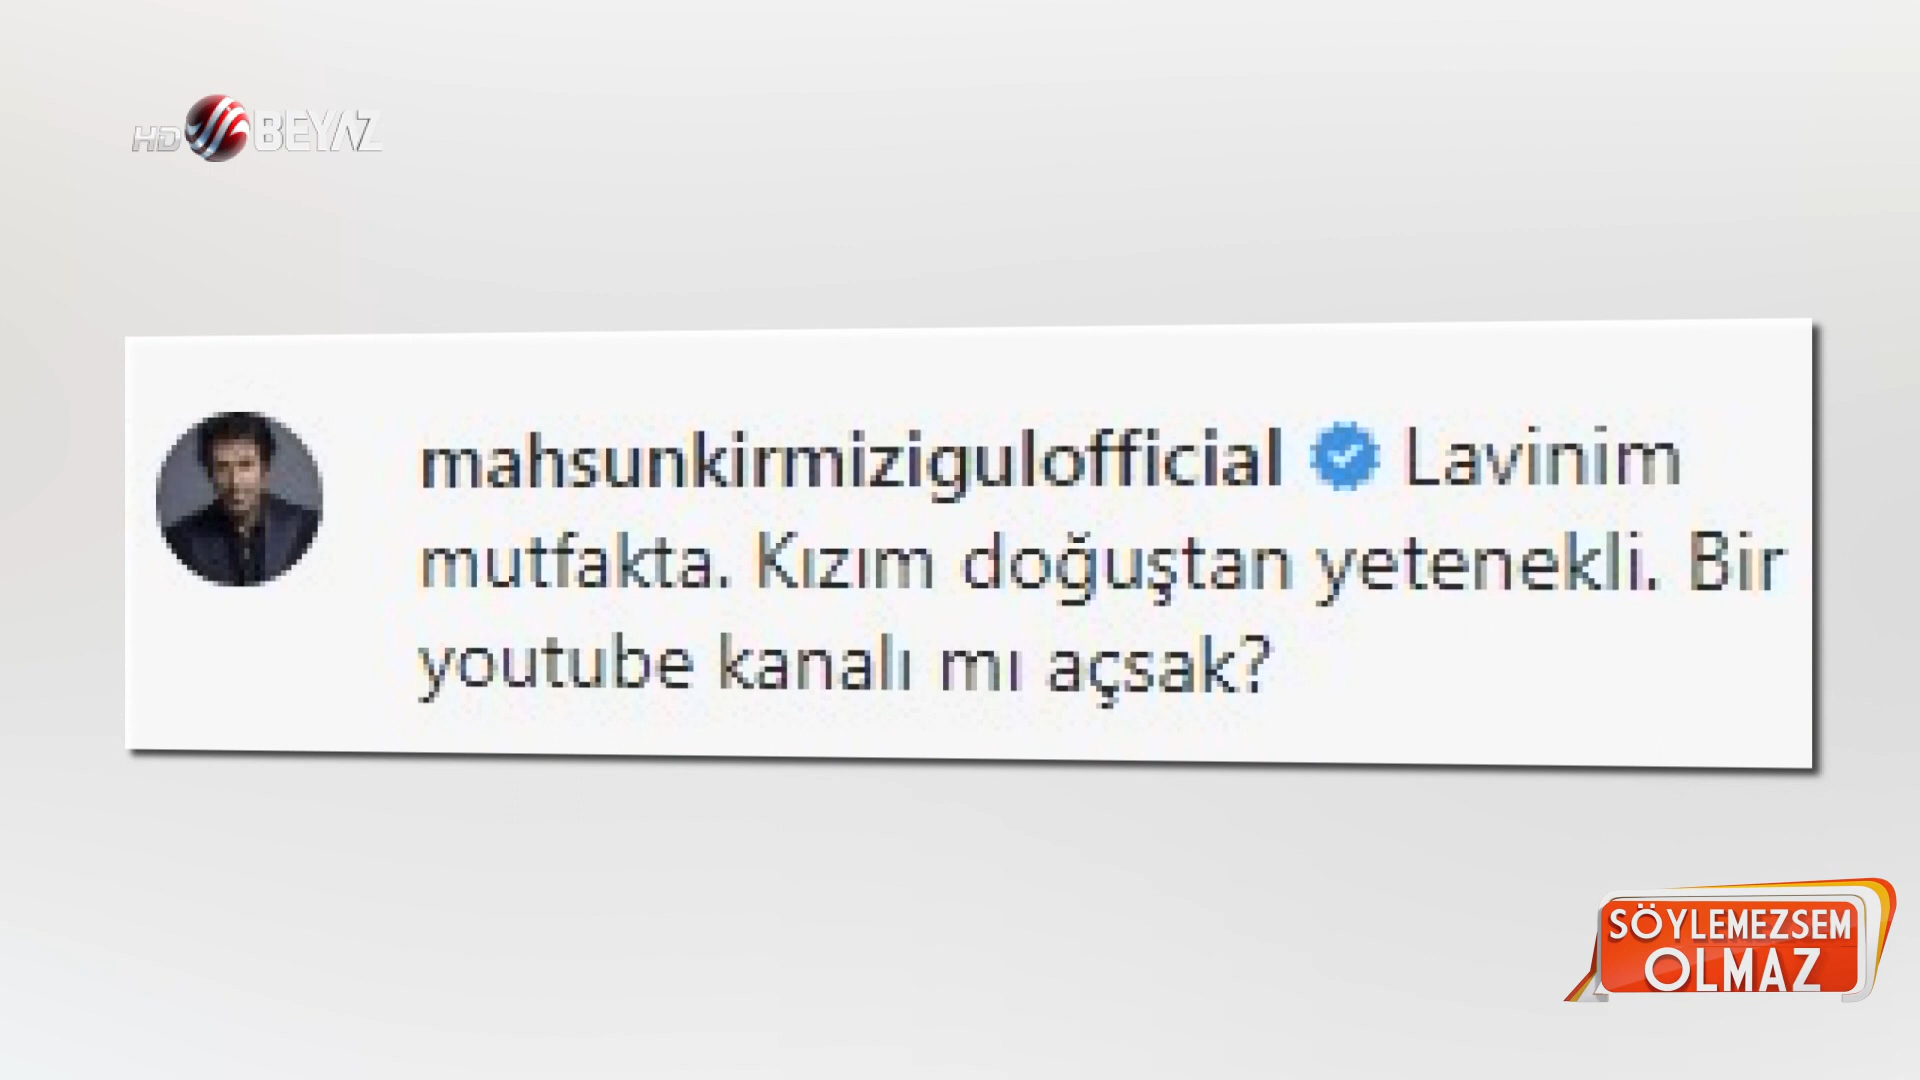 HD BEYAZ
mahsunkirmizigulofficial Lavinim
mutfakta. Kızım doğuştan yetenekli. Bir
youtube kanalı mı açsak?
SÖYLEMEZSEM
OLMAZ